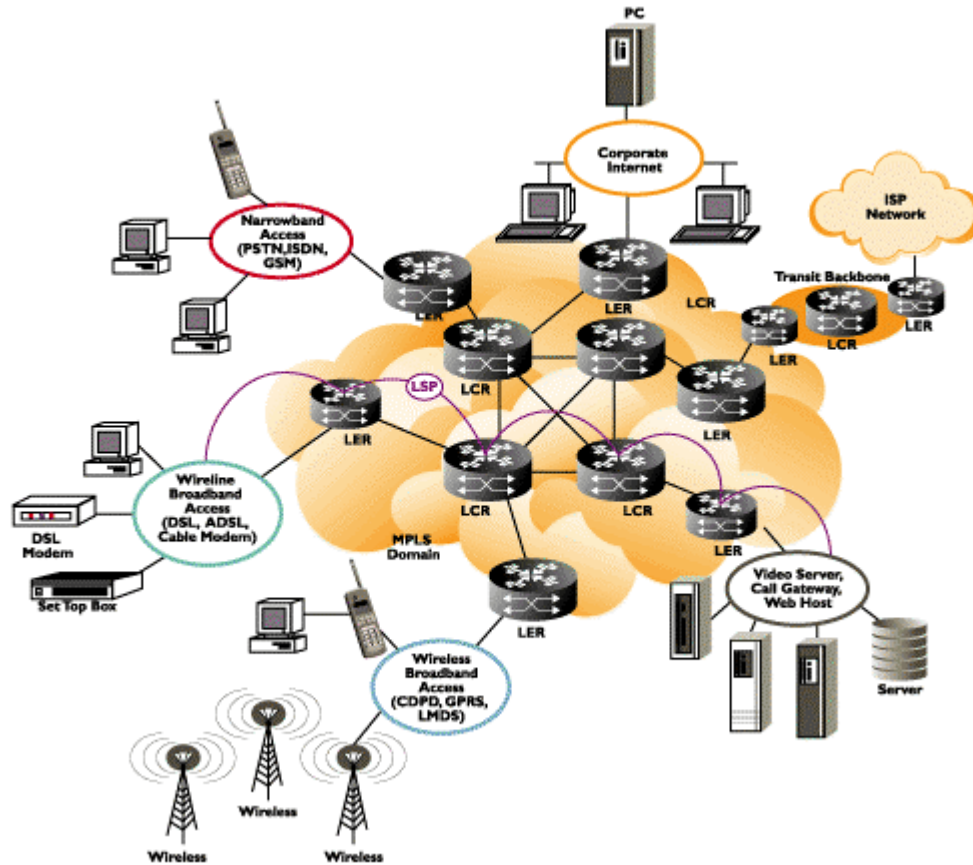 PC
Corporate
Internet
ISP
Network
Narrowband
Access
(PSTN,ISDN,
GSM)
Transit Backbone
LER
LER
LCR
LER
LCR
LER
LCR
LSP
LER
LER
Wireline
Broadband
Access
(DSL, ADSL,
Cable Modem)
DSL
Modem
Set Top Box
LCR
LCR
MPLS
Domain
LER
LER
Video Server,
Call Gateway,
Web Host
Server
Wireless
Broadband
Access
(CDPD, GPRS,
LMDS)
Wireless
Wireless
Wireless